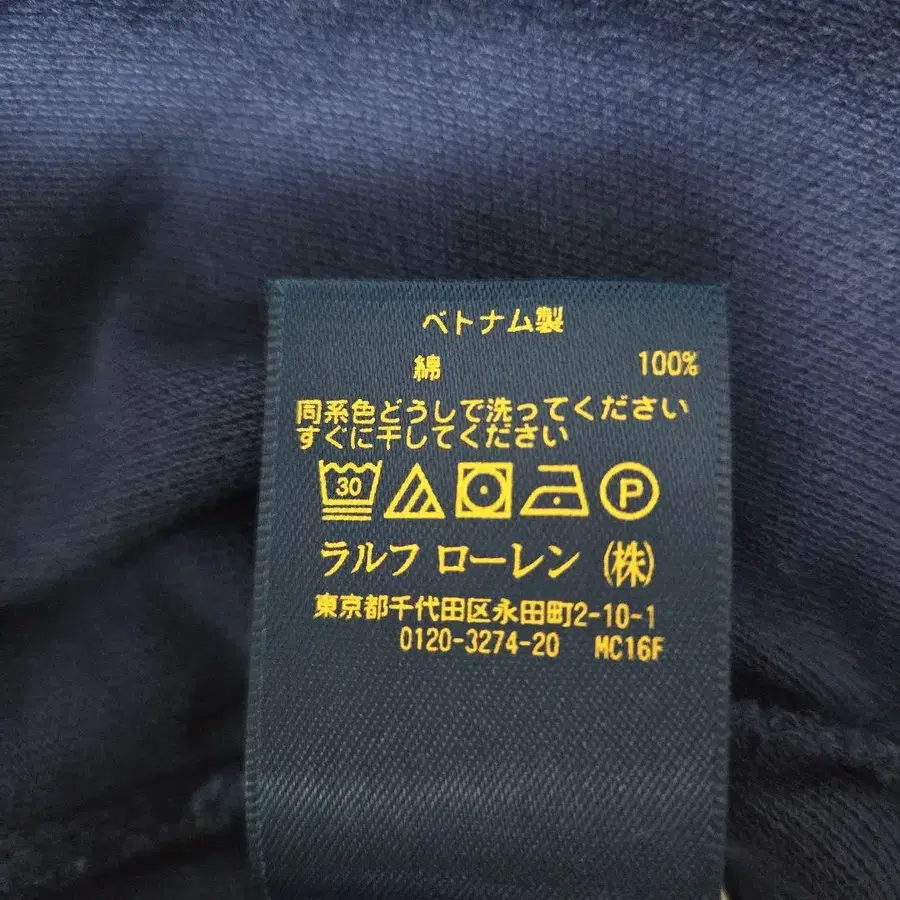 ベトナム製
綿 100%
同系色どうしで洗ってください
すぐに干してください
30 P
ラルフ ローレン (株)
東京都千代田区永田町2-10-1
0120-3274-20 MC16F